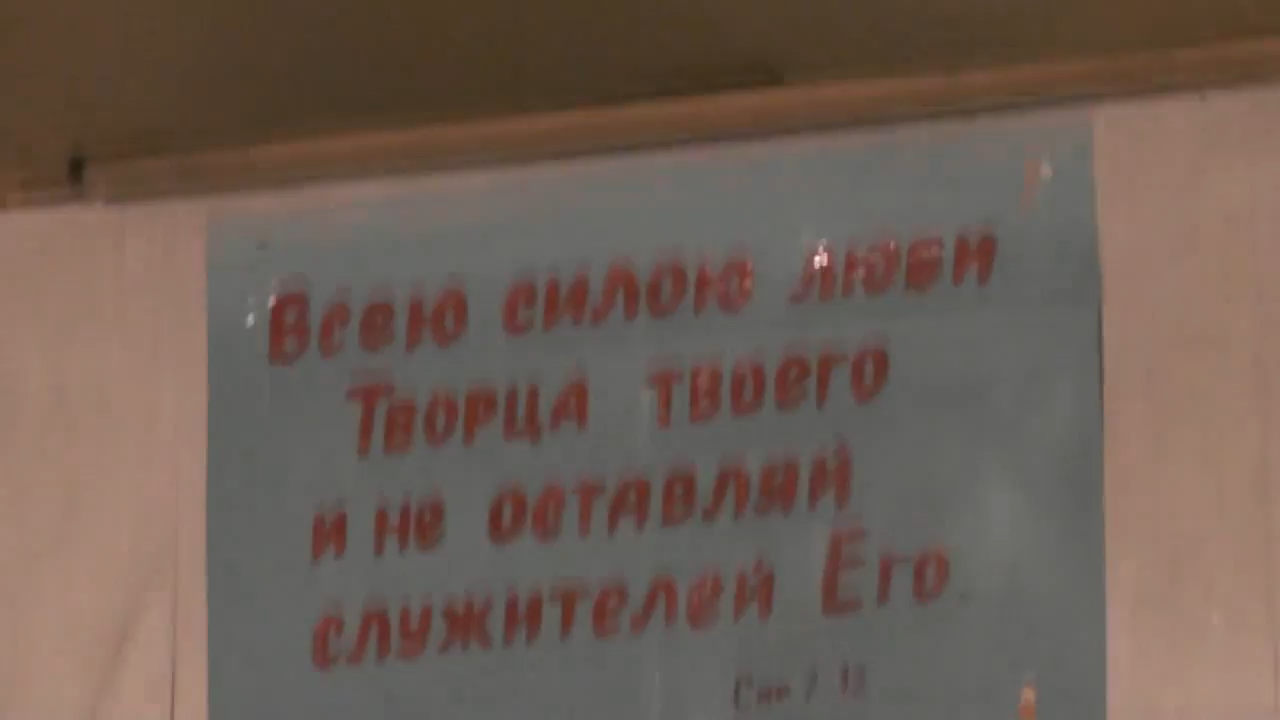 Всею силою люби
Творца твоего
и не оставляй
служителей Его